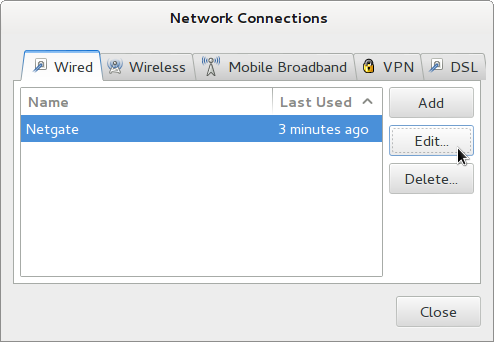 Network Connections
Wired Wireless Mobile Broadband VPN DSL
Name Last Used Add
Netgate 3 minutes ago
Edit...
Delete...
Close